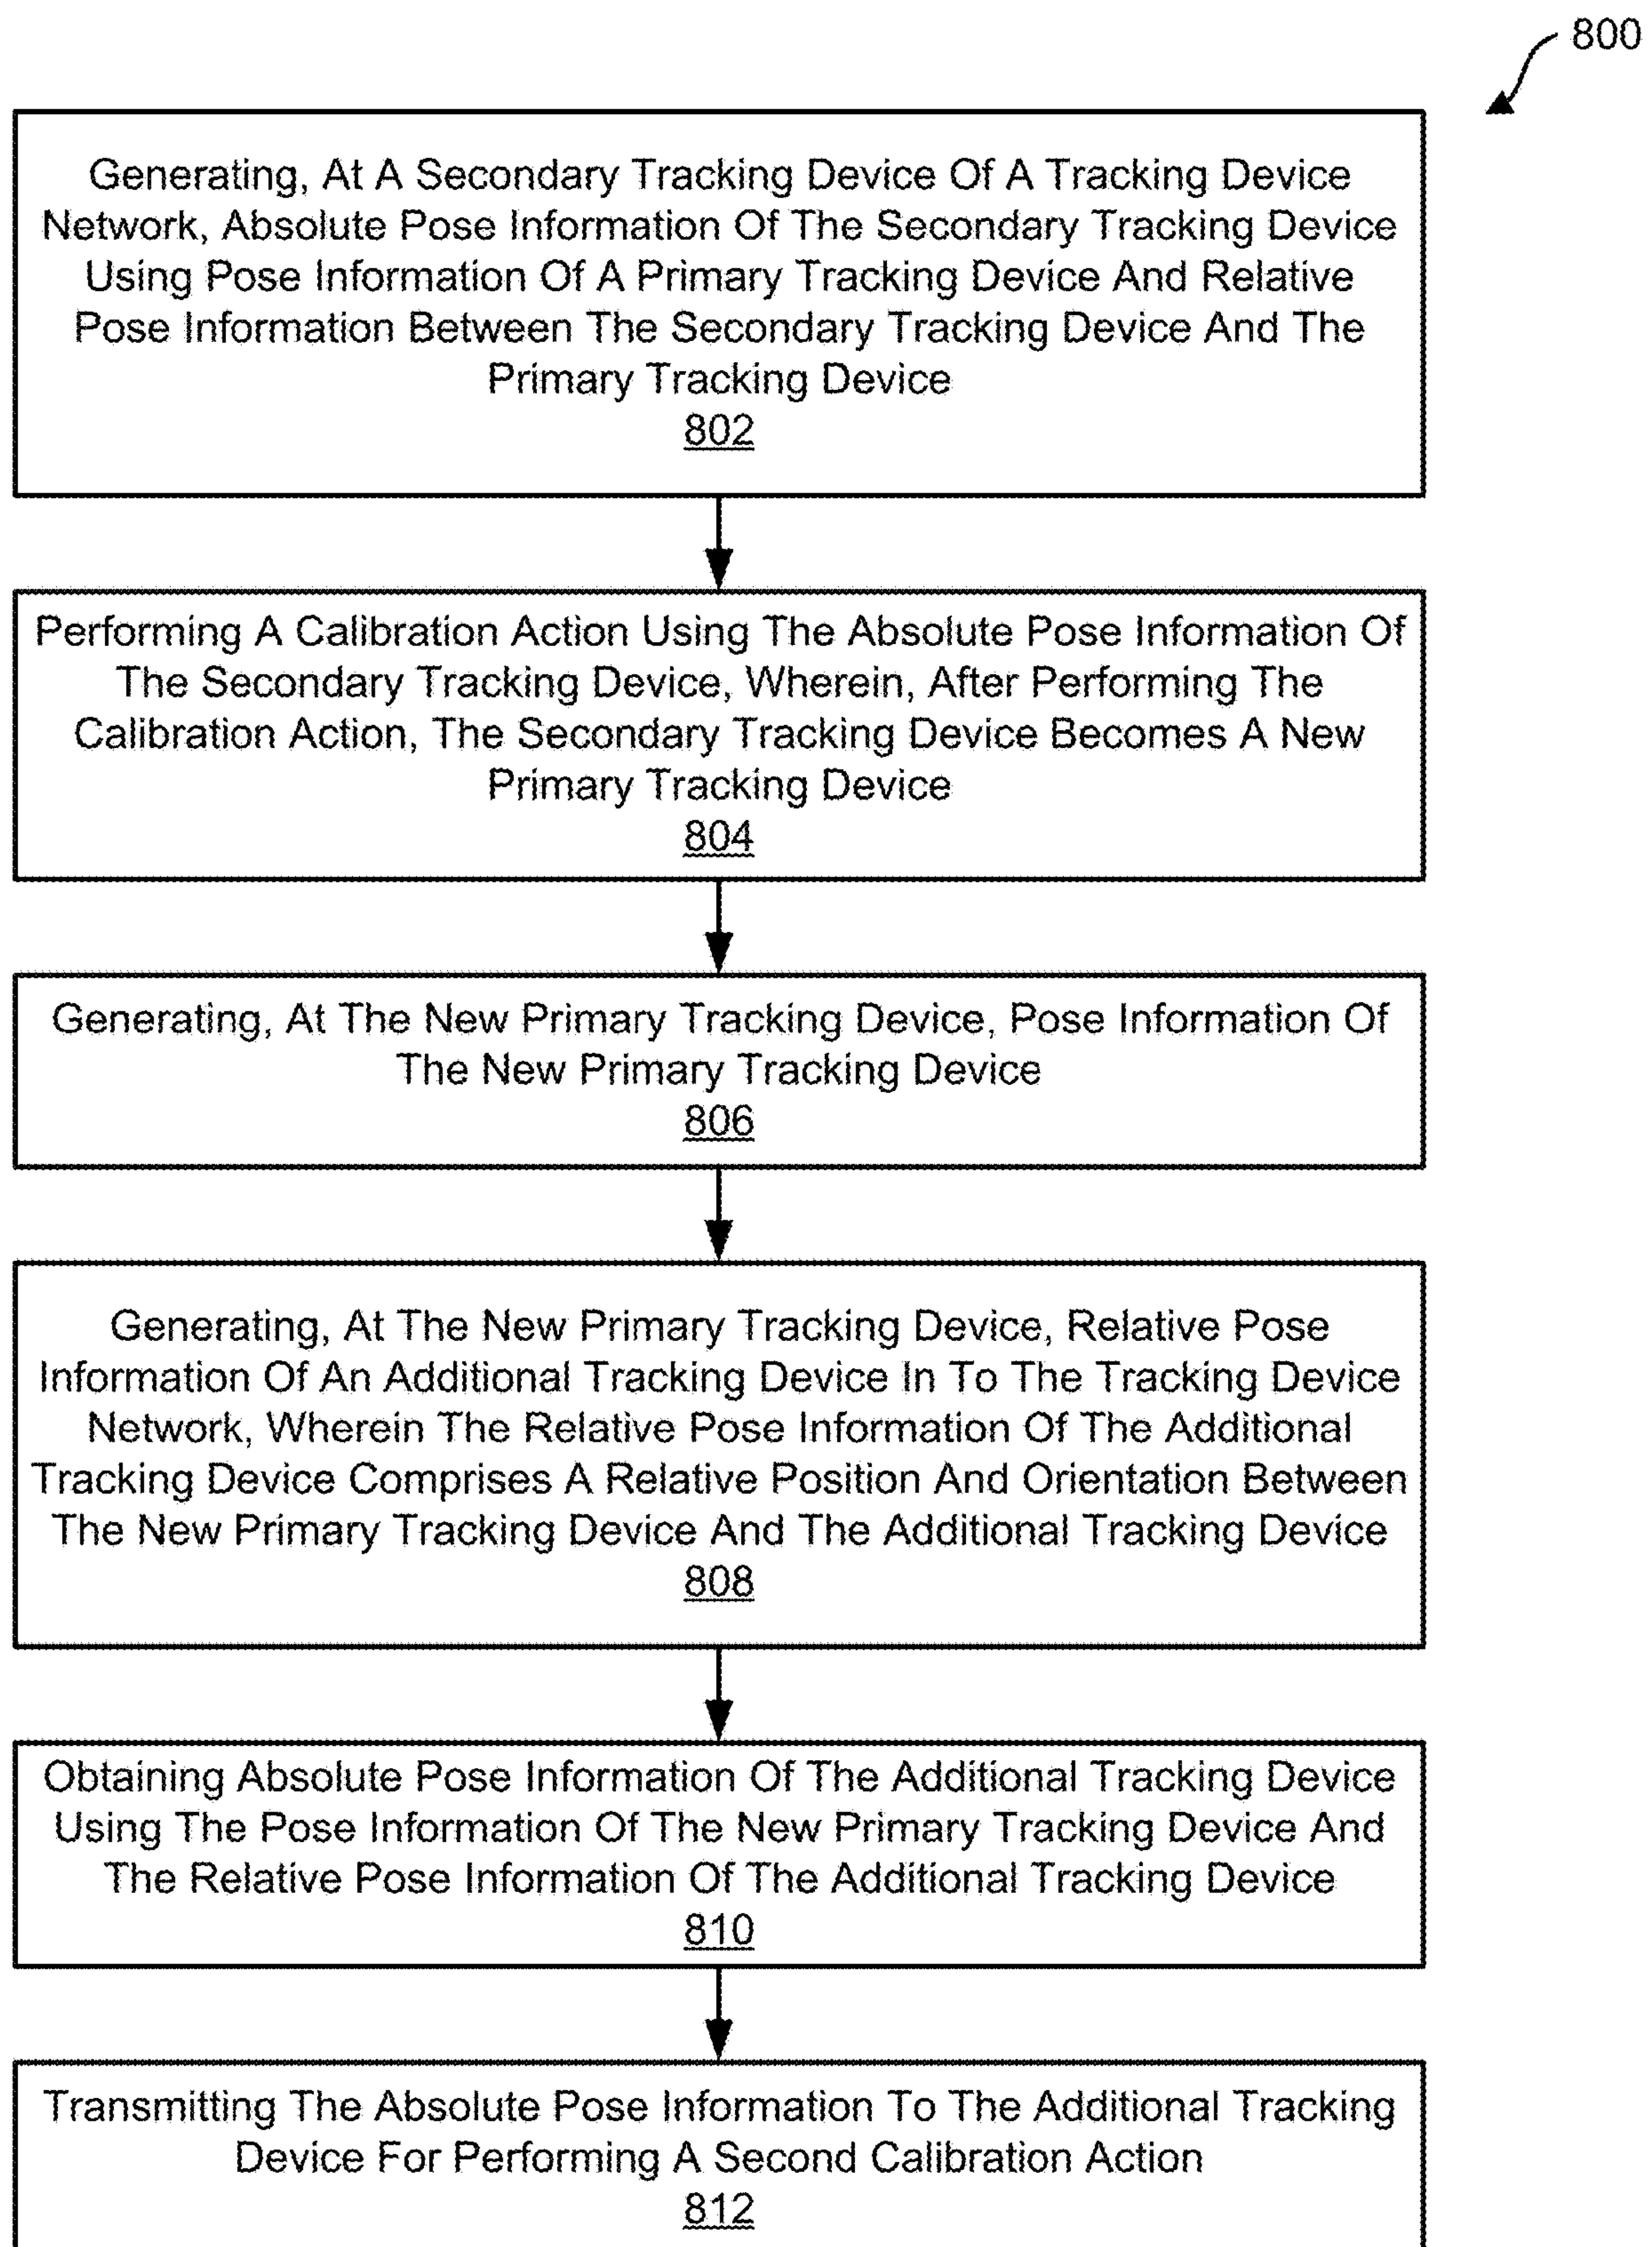 800
Generating, At A Secondary Tracking Device Of A Tracking Device
Network, Absolute Pose Information Of The Secondary Tracking Device
Using Pose Information Of A Primary Tracking Device And Relative
Pose Information Between The Secondary Tracking Device And The
Primary Tracking Device
802
Performing A Calibration Action Using The Absolute Pose Information Of
The Secondary Tracking Device, Wherein, After Performing The
Calibration Action, The Secondary Tracking Device Becomes A New
Primary Tracking Device
804
Generating, At The New Primary Tracking Device, Pose Information Of
The New Primary Tracking Device
806
Generating, At The New Primary Tracking Device, Relative Pose
Information Of An Additional Tracking Device In To The Tracking Device
Network, Wherein The Relative Pose Information Of The Additional
Tracking Device Comprises A Relative Position And Orientation Between
The New Primary Tracking Device And The Additional Tracking Device
808
Obtaining Absolute Pose Information Of The Additional Tracking Device
Using The Pose Information Of The New Primary Tracking Device And
The Relative Pose Information Of The Additional Tracking Device
810
Transmitting The Absolute Pose Information To The Additional Tracking
Device For Performing A Second Calibration Action
812